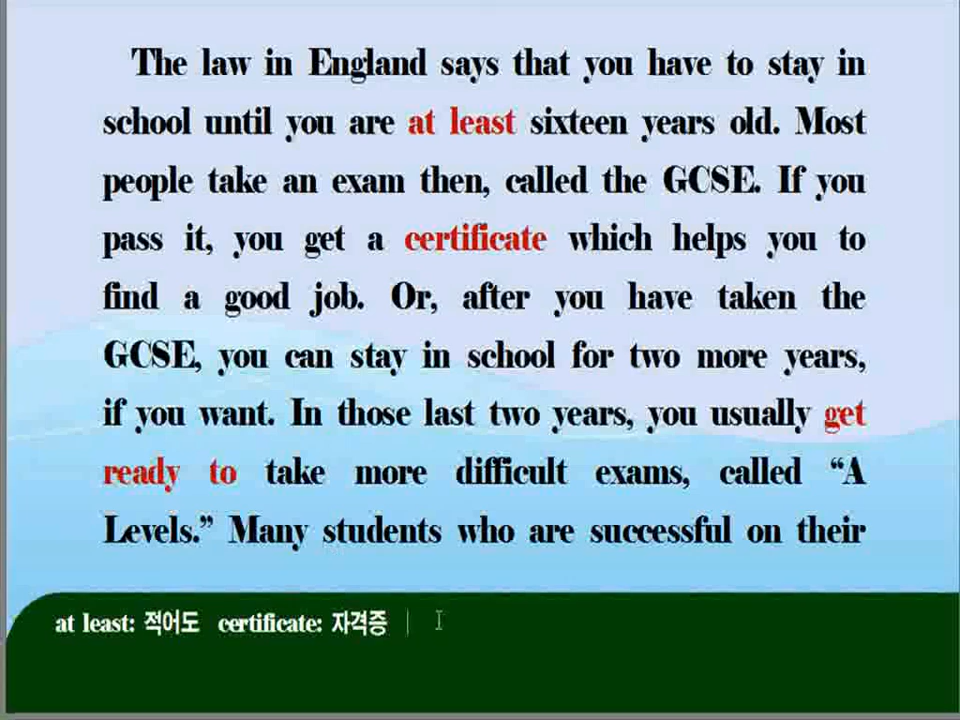 The law in England says that you have to stay in
school until you are at least sixteen years old. Most
people take an exam then, called the GCSE. If you
pass it, you get a certificate which helps you to
find a good job. Or, after you have taken the
GCSE, you can stay in school for two more years,
if you want. In those last two years, you usually get
ready to take more difficult exams, called “A
Levels.” Many students who are successful on their
at least: 적어도 certificate: 자격증